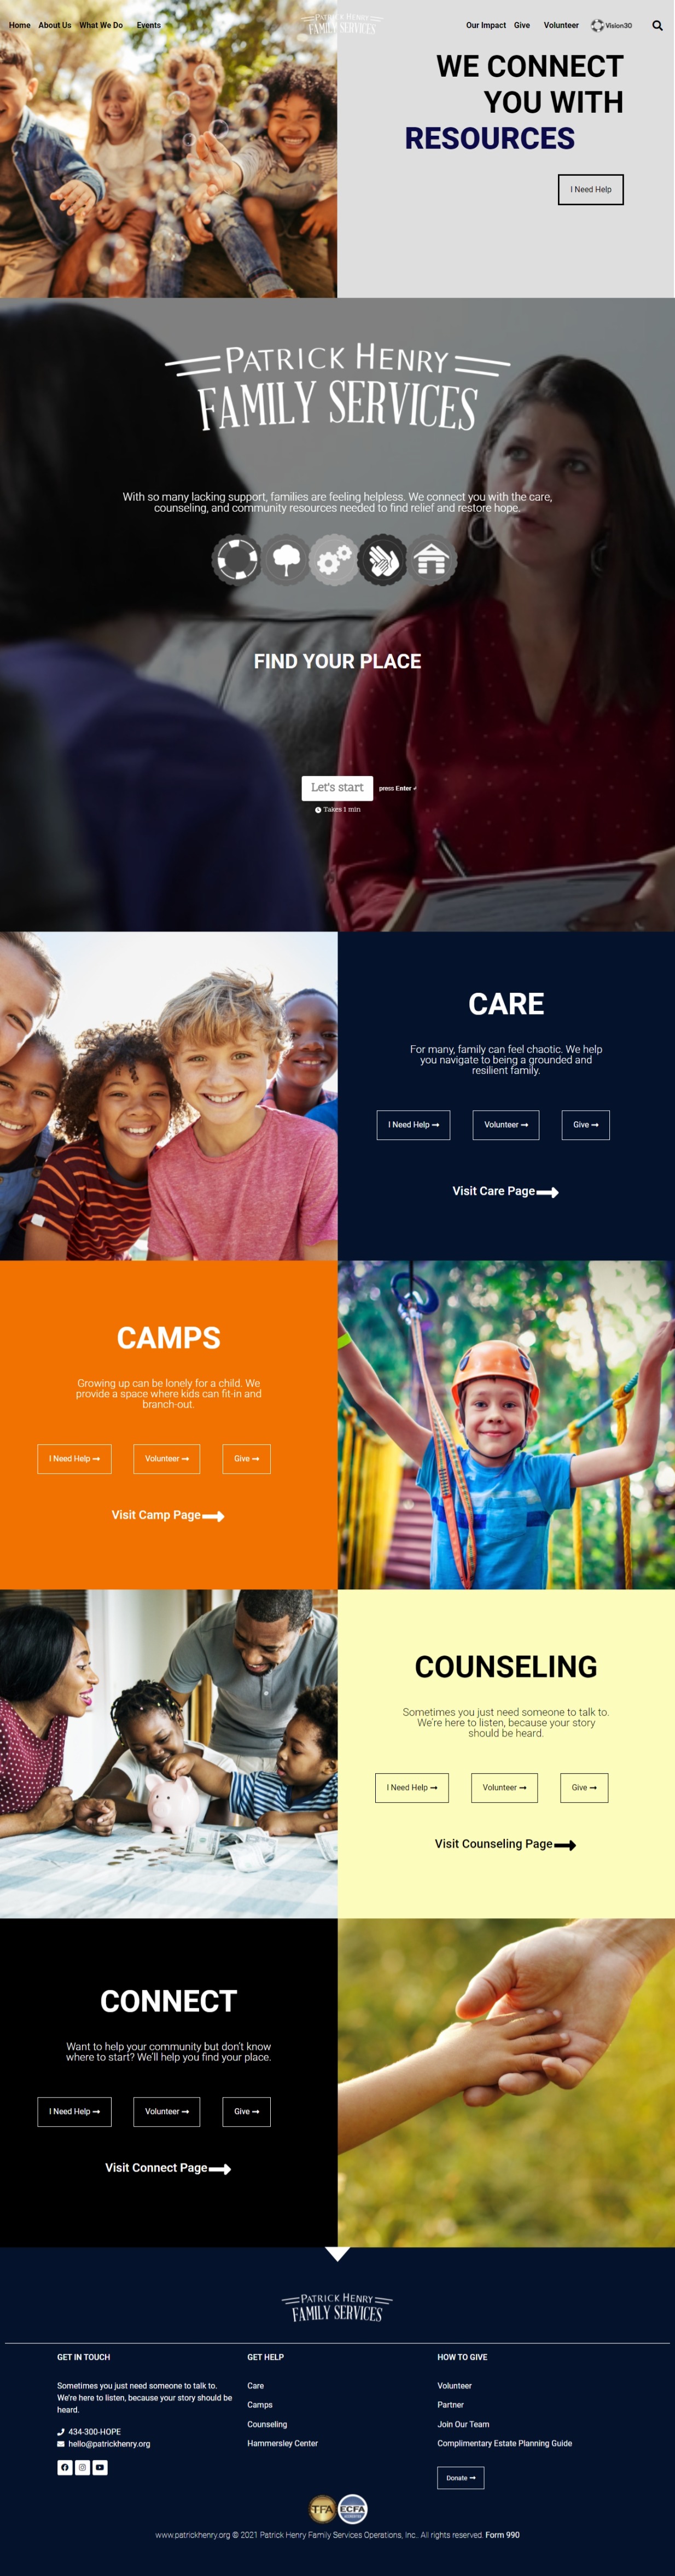 Home About Us What We Do Events
PATRICK HENRY
FAMILY SERVICES
Our Impact Give Volunteer Vision30
WE CONNECT
YOU WITH
RESOURCES
I Need Help
PATRICK HENRY
FAMILY SERVICES
With so many lacking support, families are feeling helpless. We connect you with the care,
counseling, and community resources needed to find relief and restore hope.
FIND YOUR PLACE
Let's start
press Enter ↵
Takes 1 min
CARE
For many, family can feel chaotic. We help
you navigate to being a grounded and
resilient family.
I Need Help → Volunteer → Give →
Visit Care Page →
CAMPS
Growing up can be lonely for a child. We
provide a space where kids can fit-in and
branch-out.
I Need Help → Volunteer → Give →
Visit Camp Page →
COUNSELING
Sometimes you just need someone to talk to.
We're here to listen, because your story
should be heard.
I Need Help → Volunteer → Give →
Visit Counseling Page →
CONNECT
Want to help your community but don't know
where to start? We'll help you find your place.
I Need Help → Volunteer → Give →
Visit Connect Page →
PATRICK HENRY
FAMILY SERVICES
GET IN TOUCH
Sometimes you just need someone to talk to.
We're here to listen, because your story should be
heard.
434-300-HOPE
hello@patrickhenry.org
GET HELP
Care
Camps
Counseling
Hammersley Center
HOW TO GIVE
Volunteer
Partner
Join Our Team
Complimentary Estate Planning Guide
Donate →
TFA ECFA
www.patrickhenry.org © 2021 Patrick Henry Family Services Operations, Inc.. All rights reserved. Form 990